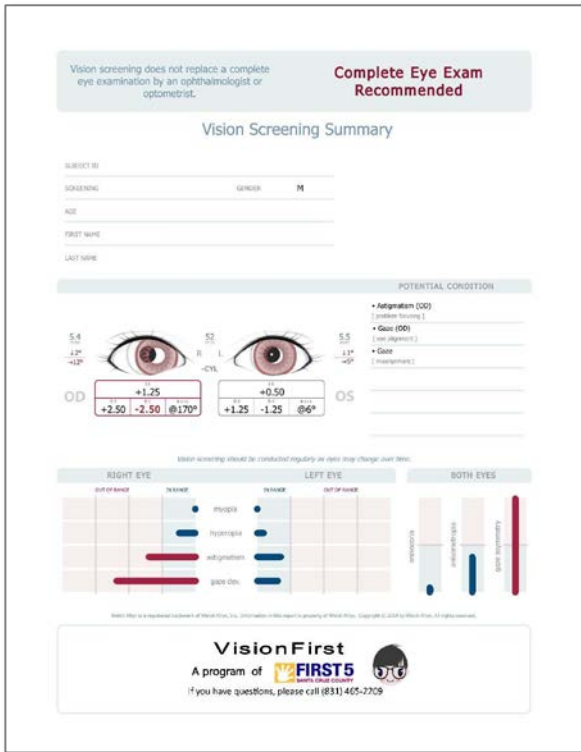 Vision screening does not replace a complete
eye examination by an ophthalmologist or
optometrist.
Complete Eye Exam
Recommended
Vision Screening Summary
SUBJECT ID
SCREENING GENDER M
AGE
FIRST NAME
LAST NAME
POTENTIAL CONDITION
• Astigmatism (OD)
[ problem focusing ]
• Gaze (OD)
[ eye alignment ]
• Gaze
[ misalignment ]
5.4 52 5.5
R L
-CYL
OD OS
+1.25 +0.50
+2.50 -2.50 @170° +1.25 -1.25 @6°
Vision screening should be conducted regularly as eyes may change over time.
RIGHT EYE LEFT EYE BOTH EYES
OUT OF RANGE IN RANGE IN RANGE OUT OF RANGE
myopia
hyperopia
astigmatism
gaze dev.
anisocoria
anisometropia
gaze asymmetry
VisionFirst
A program of FIRST 5
SANTA CRUZ COUNTY
If you have questions, please call (831) 465-2209